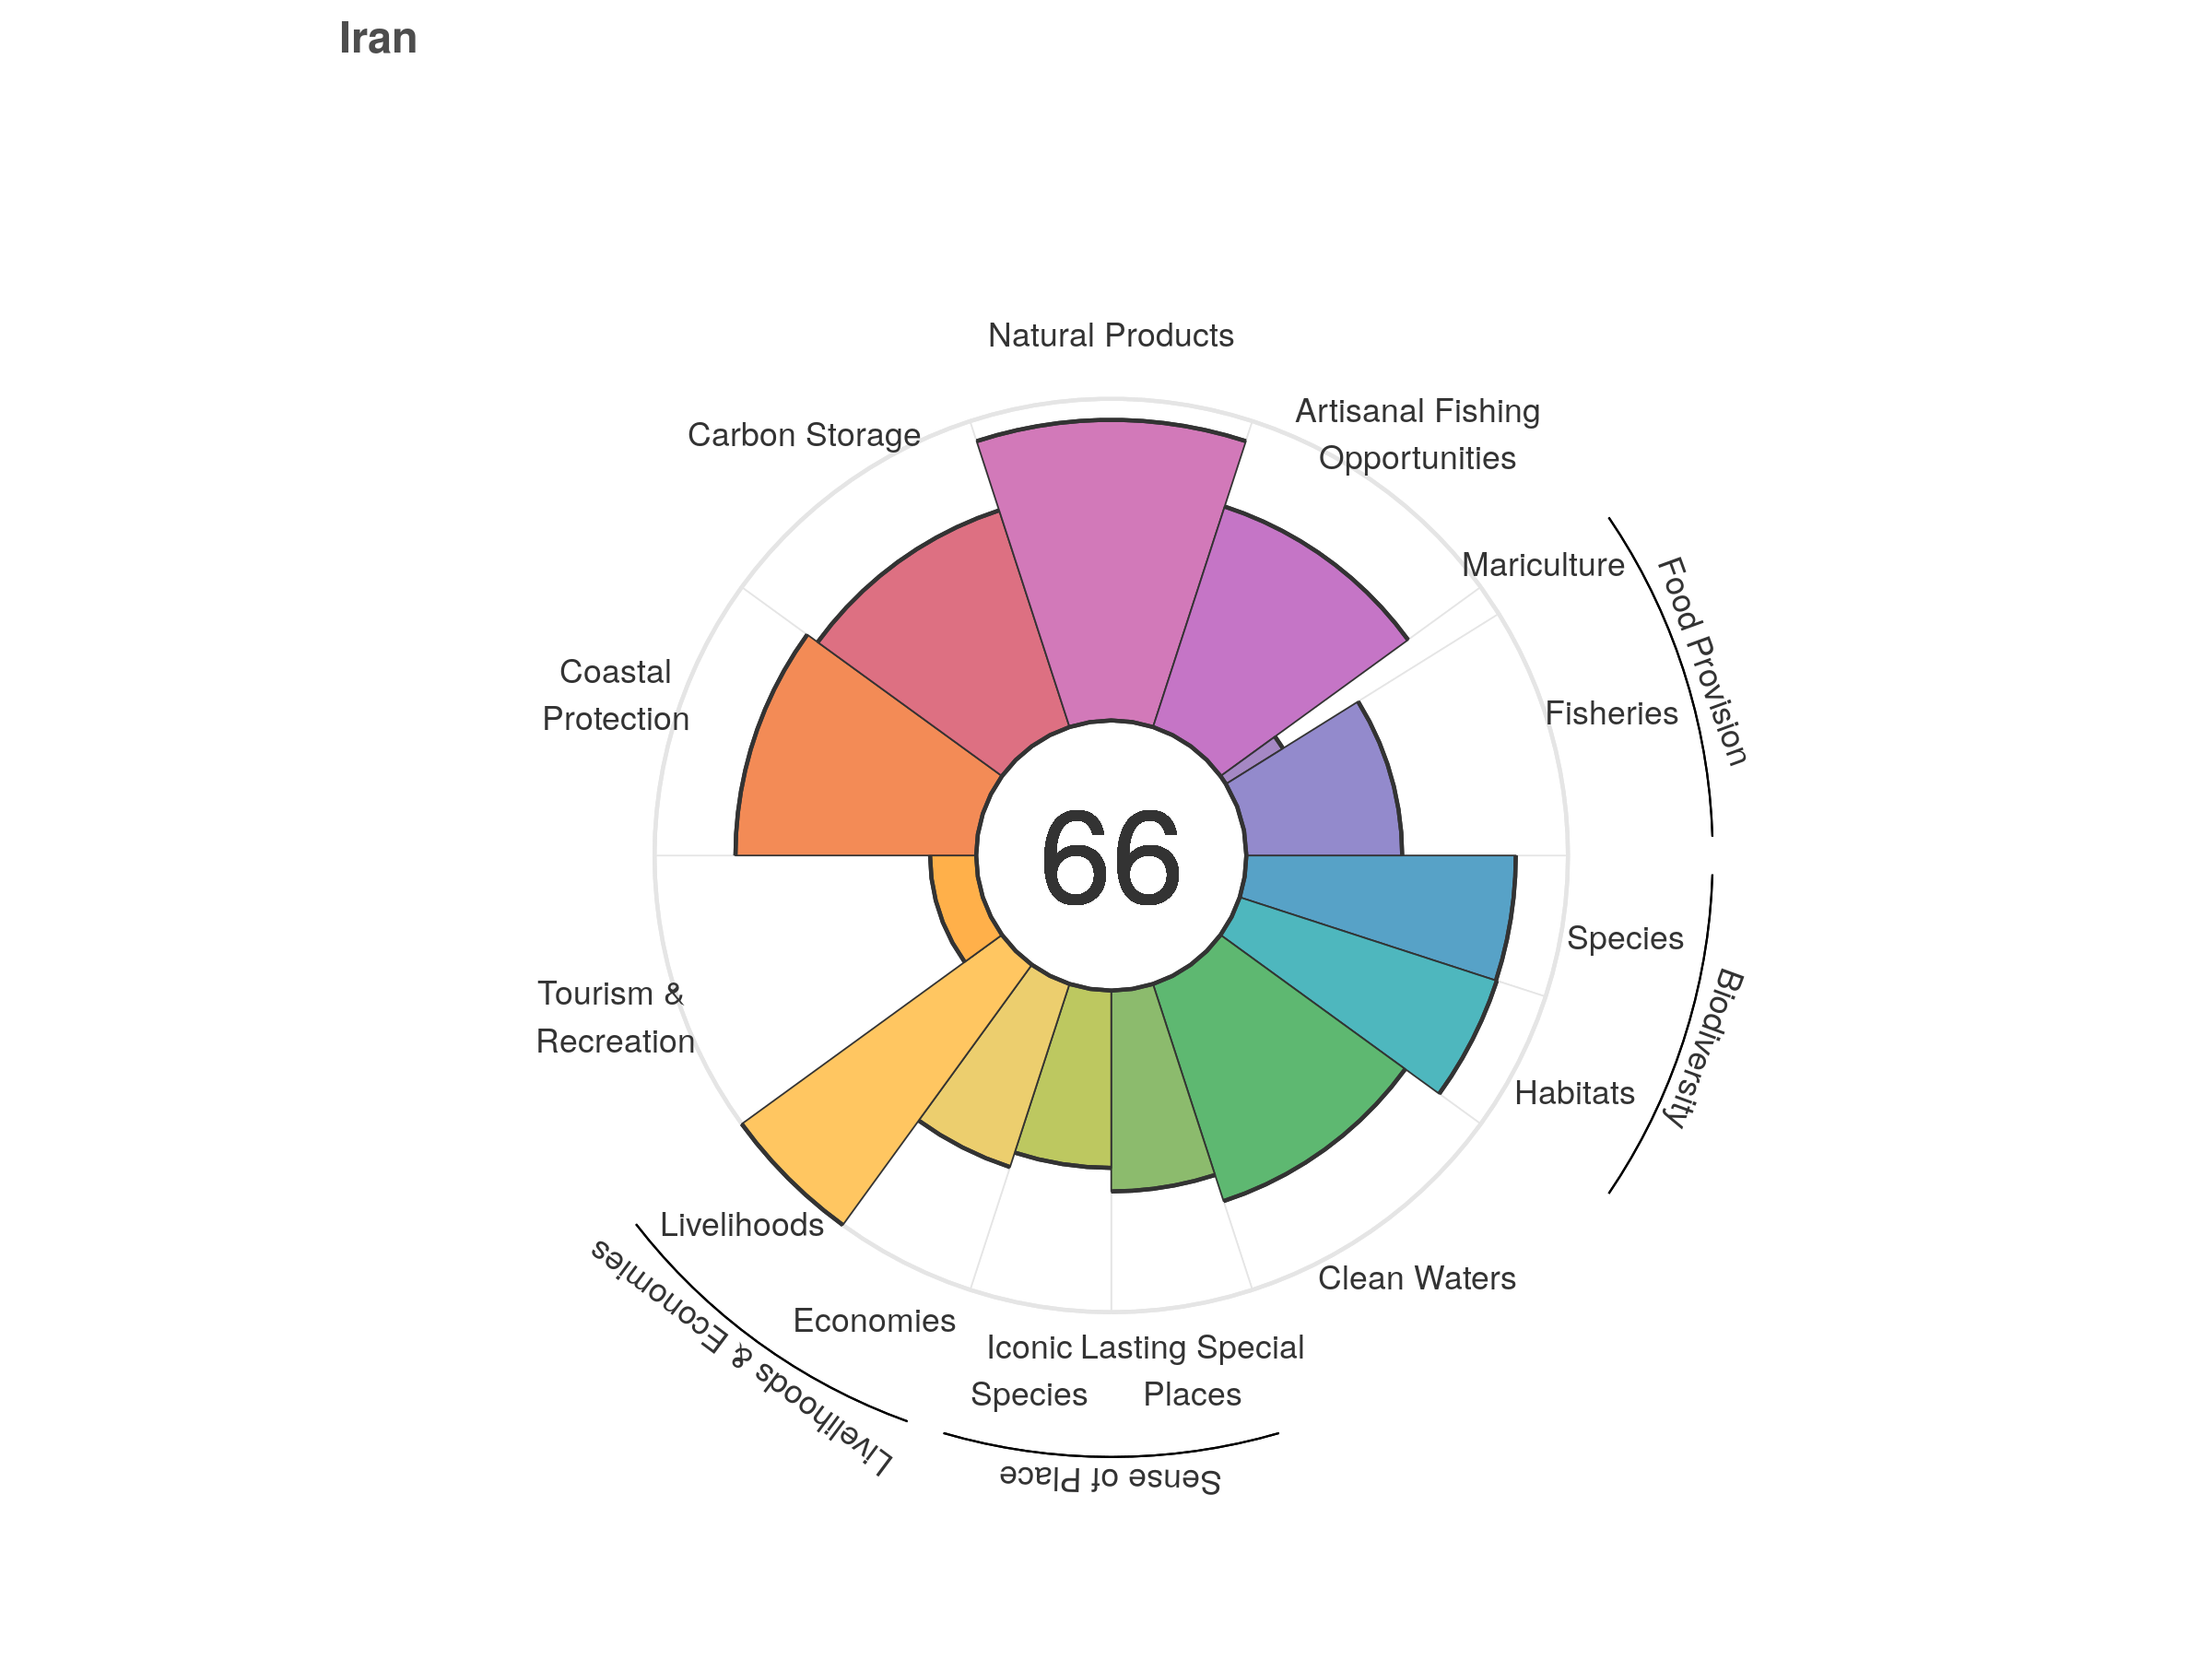 Iran
Natural Products
Artisanal Fishing
Opportunities
Carbon Storage
Mariculture
Food Provision
Fisheries
Coastal
Protection
66
Species
Biodiversity
Habitats
Tourism &
Recreation
Livelihoods
Livelihoods & Economies
Economies
Clean Waters
Iconic
Species
Lasting Special
Places
Sense of Place